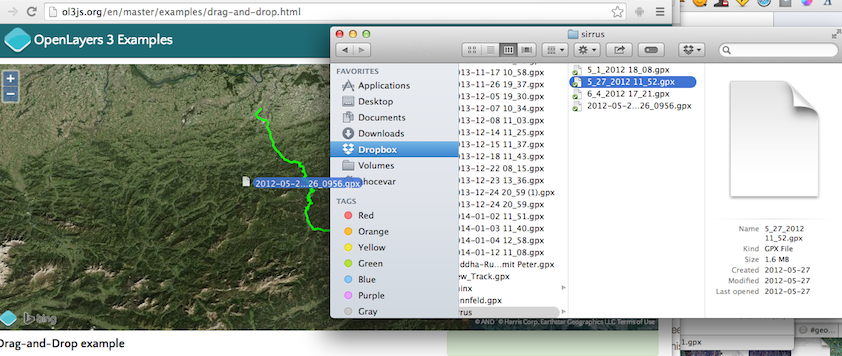 ol3js.org/en/master/examples/drag-and-drop.html
OpenLayers 3 Examples
+
−
2012-05-2...26_0956.gpx
bing
© AND © Harris Corp, Earthstar Geographics LLC Terms of Use
Drag-and-Drop example
sirrus
FAVORITES
Applications
Desktop
Documents
Downloads
Dropbox
Volumes
ahocevar
TAGS
Red
Orange
Yellow
Green
Blue
Purple
Gray
013-11-17 10_58.gpx
013-11-26 19_37.gpx
013-12-05 19_30.gpx
013-12-08 11_03.gpx
013-12-14 11_25.gpx
013-12-15 11_37.gpx
013-12-18 11_43.gpx
013-12-22 08_15.gpx
013-12-23 13_36.gpx
013-12-24 20_59 (1).gpx
013-12-24 20_59.gpx
014-01-02 11_51.gpx
014-01-03 11_40.gpx
014-01-04 12_58.gpx
014-01-12 11_08.gpx
uddha-Ru...mit Peter.gpx
ew_Track.gpx
hinx
onnfeld.gpx
rrus
5_1_2012 18_08.gpx
5_27_2012 11_52.gpx
6_4_2012 17_21.gpx
2012-05-2...26_0956.gpx
Name 5_27_2012
11_52.gpx
Kind GPX File
Size 1.6 MB
Created 2012-05-27
Modified 2012-05-27
Last opened 2012-05-27
#geo...
1.gpx